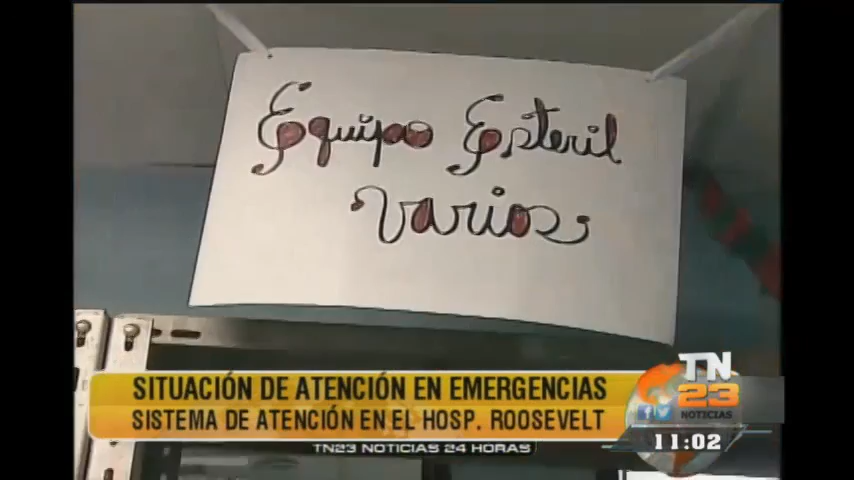 Equipo Esteril
Varios
SITUACIÓN DE ATENCIÓN EN EMERGENCIAS
SISTEMA DE ATENCIÓN EN EL HOSP. ROOSEVELT
TN23 NOTICIAS 24 HORAS
TN
23
NOTICIAS
11:02